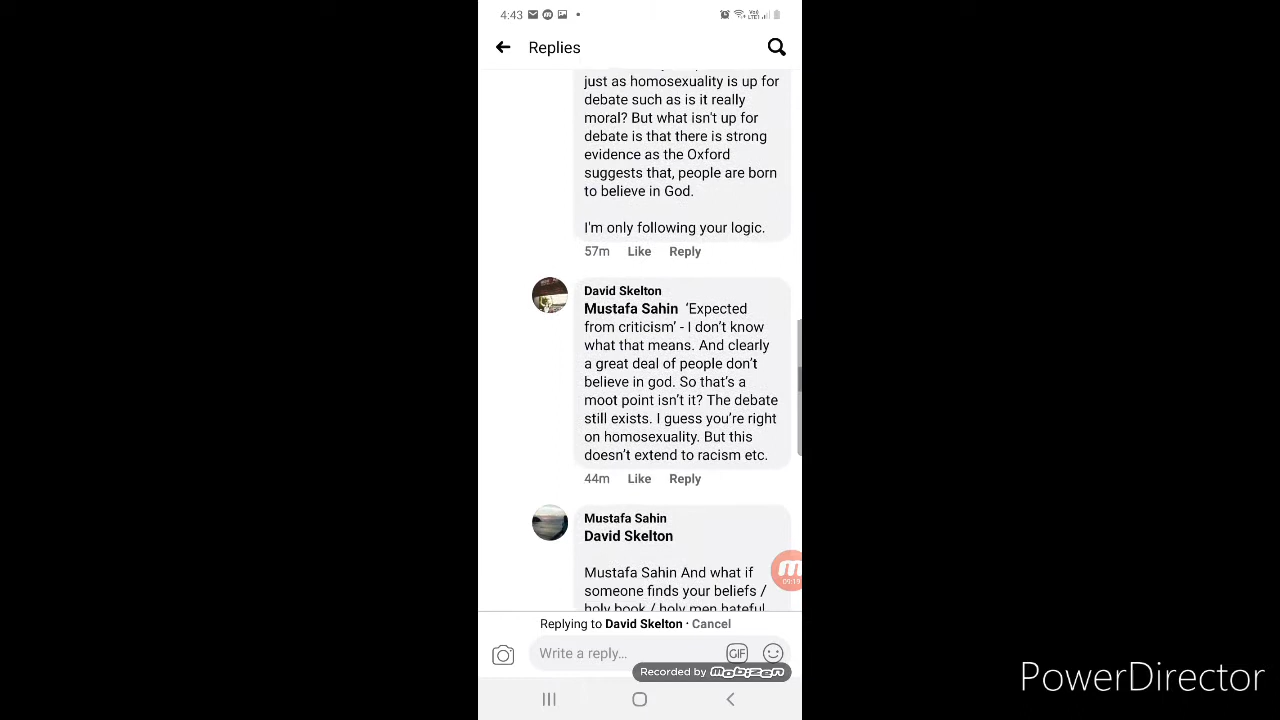 4:43
Replies
just as homosexuality is up for
debate such as is it really
moral? But what isn't up for
debate is that there is strong
evidence as the Oxford
suggests that, people are born
to believe in God.
I'm only following your logic.
57m Like Reply
David Skelton
Mustafa Sahin ‘Expected
from criticism’ - I don’t know
what that means. And clearly
a great deal of people don’t
believe in god. So that’s a
moot point isn’t it? The debate
still exists. I guess you’re right
on homosexuality. But this
doesn’t extend to racism etc.
44m Like Reply
Mustafa Sahin
David Skelton
Mustafa Sahin And what if
someone finds your beliefs /
holy book / holy men hateful
09:19
Replying to David Skelton · Cancel
Write a reply...
GIF
Recorded by mobizen
PowerDirector